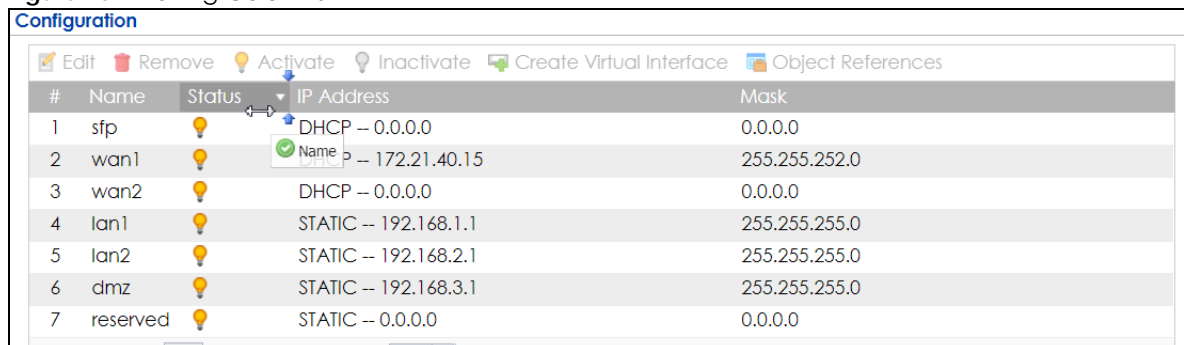 Configuration
Edit Remove Activate Inactivate Create Virtual Interface Object References
# Name Status IP Address Mask
1 sfp DHCP -- 0.0.0.0 0.0.0.0
Name
2 wan1 DHCP -- 172.21.40.15 255.255.252.0
3 wan2 DHCP -- 0.0.0.0 0.0.0.0
4 lan1 STATIC -- 192.168.1.1 255.255.255.0
5 lan2 STATIC -- 192.168.2.1 255.255.255.0
6 dmz STATIC -- 192.168.3.1 255.255.255.0
7 reserved STATIC -- 0.0.0.0 0.0.0.0